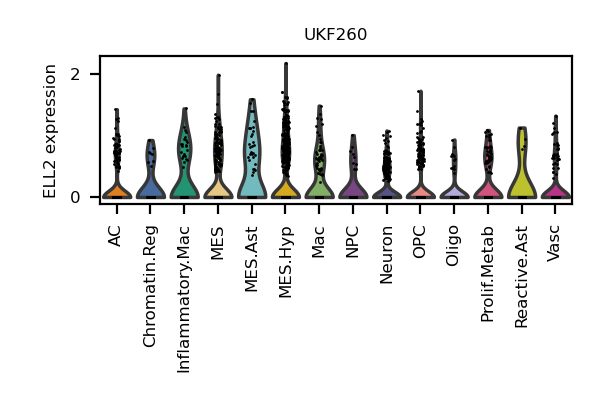 UKF260
ELL2 expression
2
0
AC
Chromatin.Reg
Inflammatory.Mac
MES
MES.Ast
MES.Hyp
Mac
NPC
Neuron
OPC
Oligo
Prolif.Metab
Reactive.Ast
Vasc